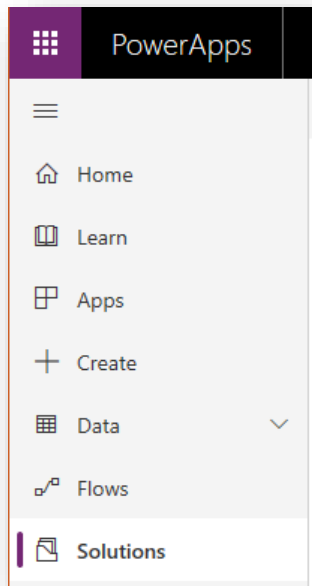 PowerApps
Home
Learn
Apps
Create
Data
Flows
Solutions